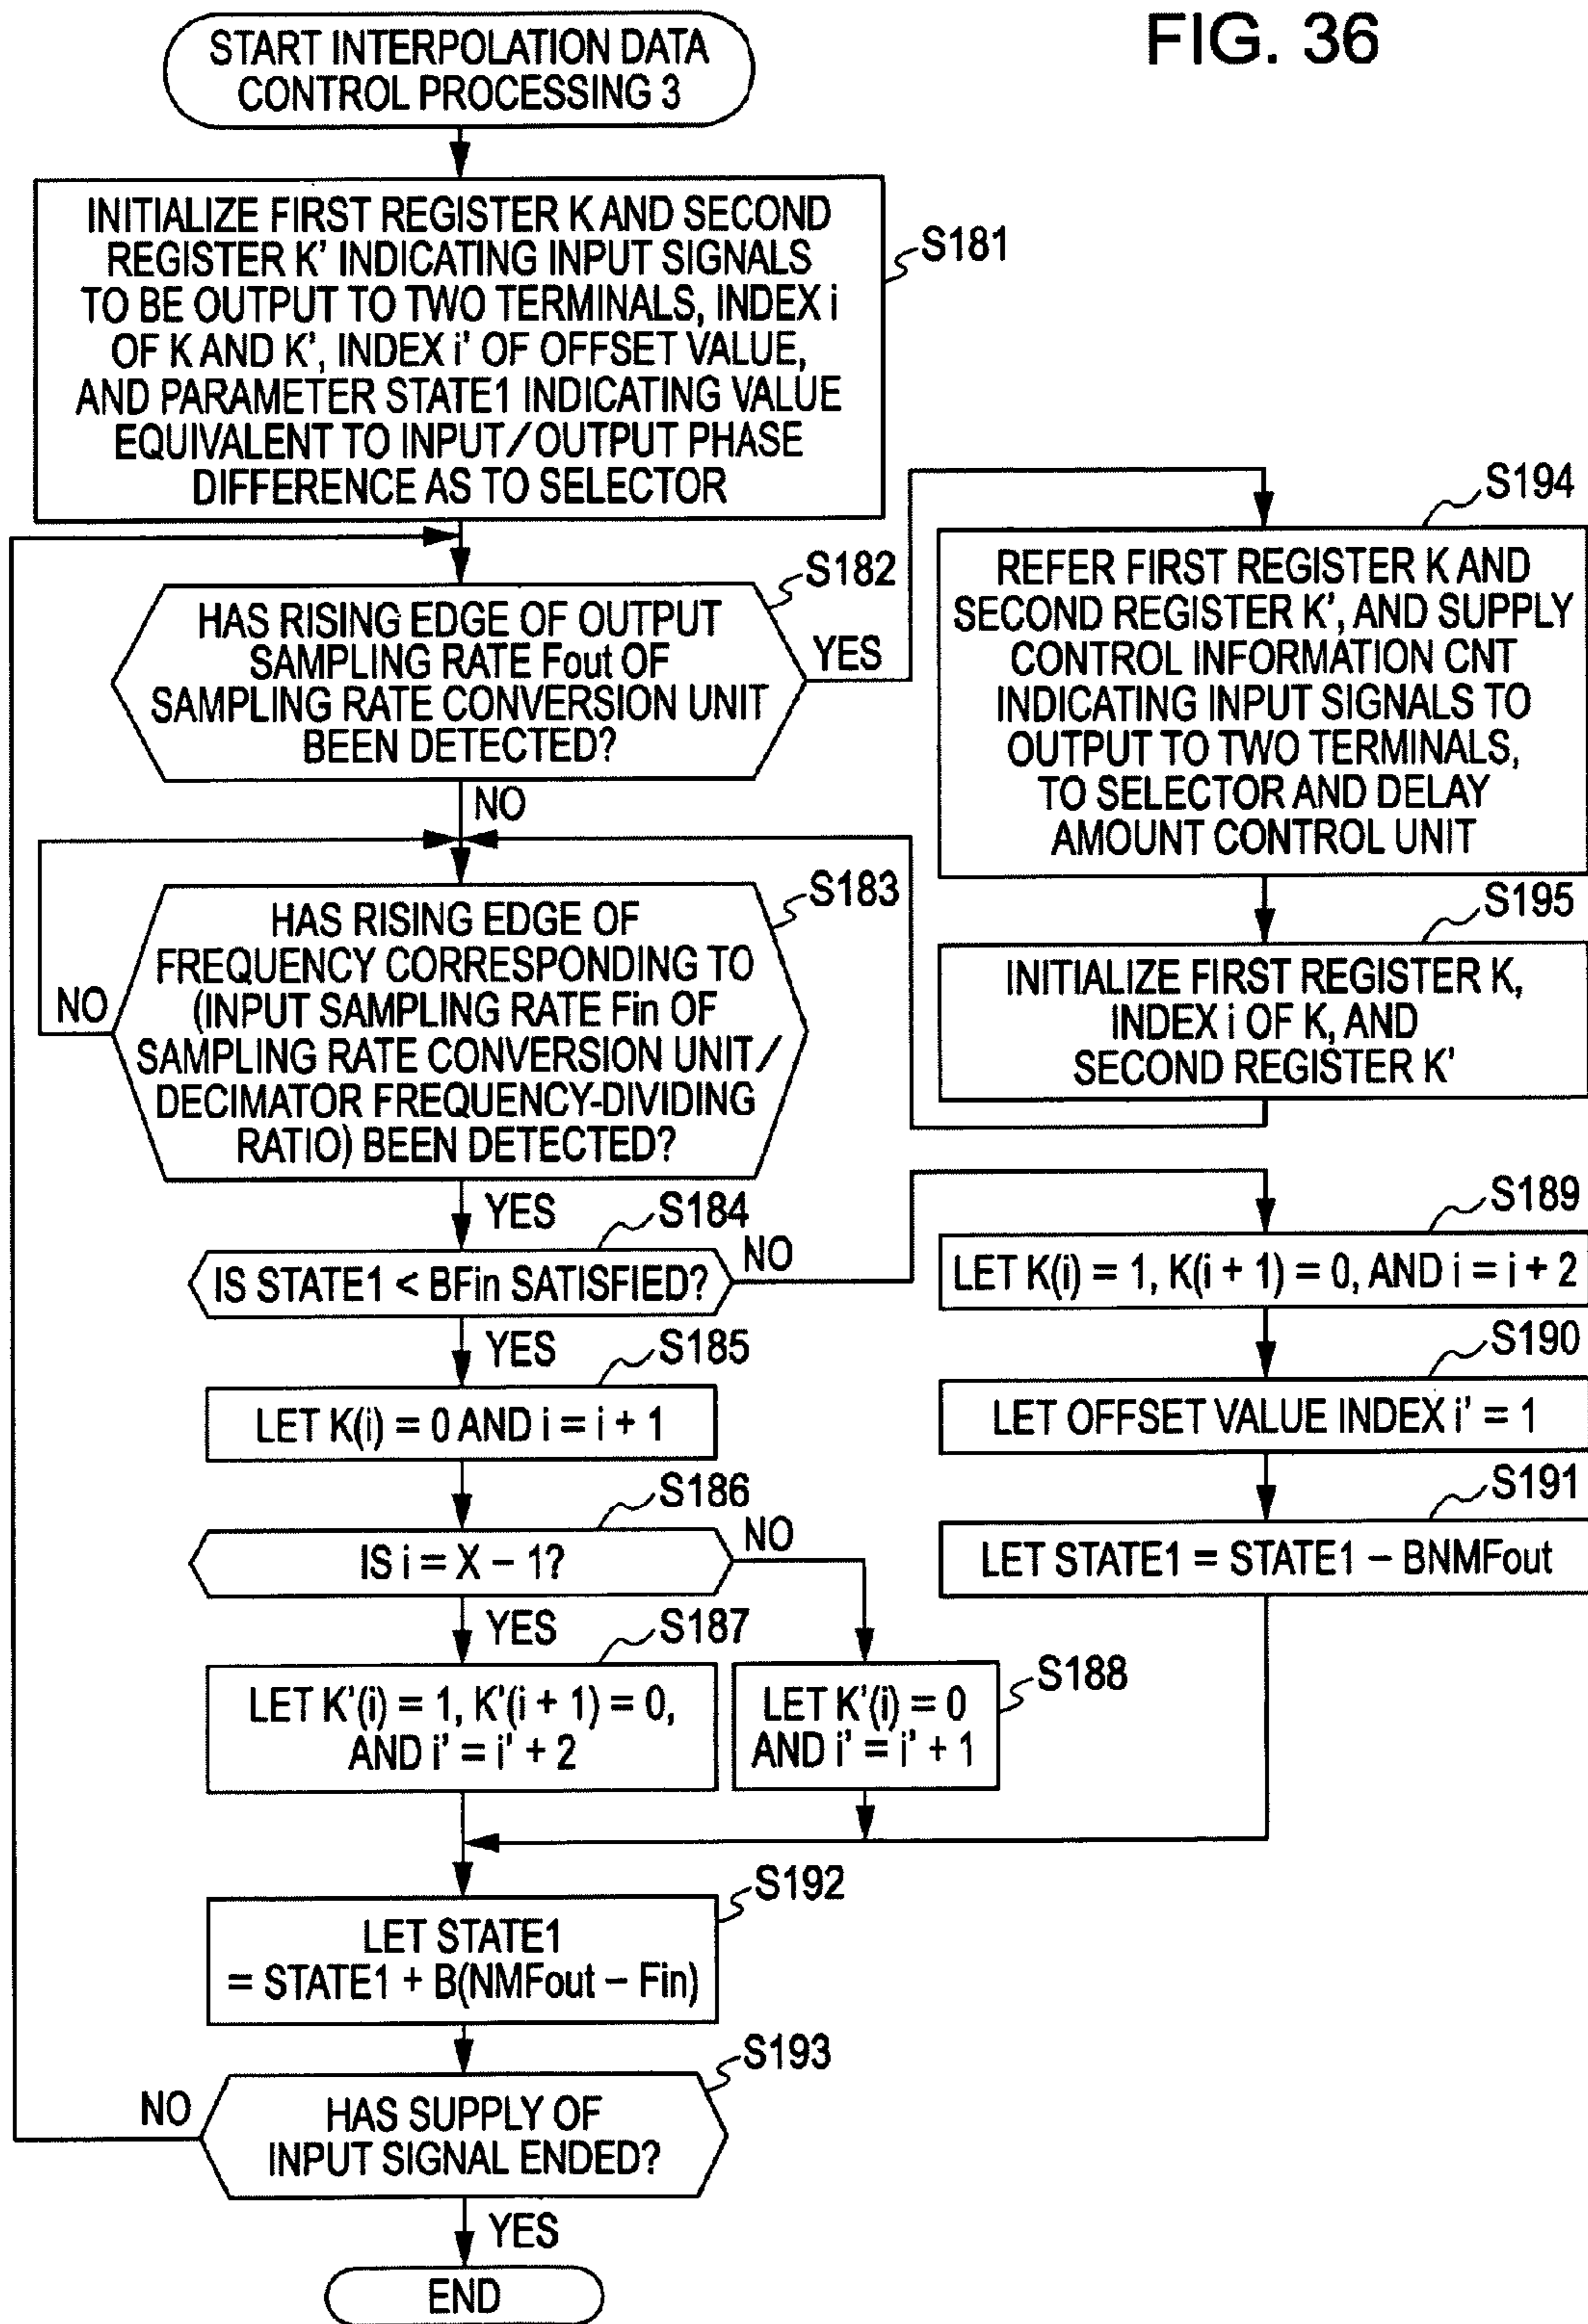 FIG. 36
START INTERPOLATION DATA
CONTROL PROCESSING 3
INITIALIZE FIRST REGISTER K AND SECOND
REGISTER K' INDICATING INPUT SIGNALS
TO BE OUTPUT TO TWO TERMINALS, INDEX i
OF K AND K', INDEX i' OF OFFSET VALUE,
AND PARAMETER STATE1 INDICATING VALUE
EQUIVALENT TO INPUT/OUTPUT PHASE
DIFFERENCE AS TO SELECTOR
S181
HAS RISING EDGE OF OUTPUT
SAMPLING RATE Fout OF
SAMPLING RATE CONVERSION UNIT
BEEN DETECTED?
S182
YES
NO
S194
REFER FIRST REGISTER K AND
SECOND REGISTER K', AND SUPPLY
CONTROL INFORMATION CNT
INDICATING INPUT SIGNALS TO
OUTPUT TO TWO TERMINALS,
TO SELECTOR AND DELAY
AMOUNT CONTROL UNIT
S195
INITIALIZE FIRST REGISTER K,
INDEX i OF K, AND
SECOND REGISTER K'
S183
HAS RISING EDGE OF
FREQUENCY CORRESPONDING TO
(INPUT SAMPLING RATE Fin OF
SAMPLING RATE CONVERSION UNIT/
DECIMATOR FREQUENCY-DIVIDING
RATIO) BEEN DETECTED?
NO
YES
S184
IS STATE1 < BFin SATISFIED?
NO
YES
S185
LET K(i) = 0 AND i = i + 1
S186
IS i = X – 1?
NO
YES
S187
LET K'(i) = 1, K'(i + 1) = 0,
AND i' = i' + 2
S188
LET K'(i) = 0
AND i' = i' + 1
S189
LET K(i) = 1, K(i + 1) = 0, AND i = i + 2
S190
LET OFFSET VALUE INDEX i' = 1
S191
LET STATE1 = STATE1 – BNMFout
S192
LET STATE1
= STATE1 + B(NMFout – Fin)
S193
HAS SUPPLY OF
INPUT SIGNAL ENDED?
NO
YES
END